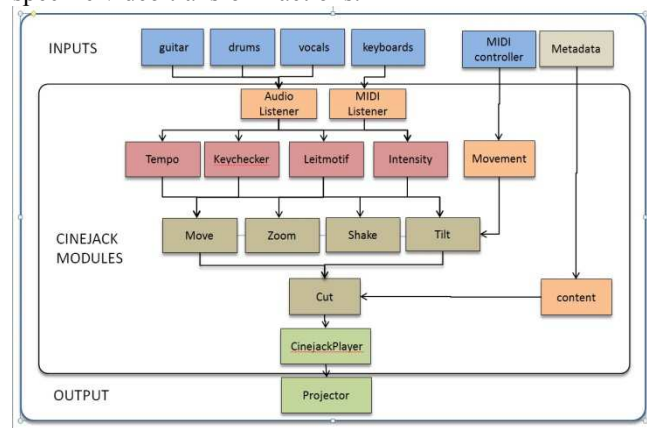 INPUTS
guitar
drums
vocals
keyboards
MIDI
controller
Metadata
Audio
Listener
MIDI
Listener
Tempo
Keychecker
Leitmotif
Intensity
Movement
CINEJACK
MODULES
Move
Zoom
Shake
Tilt
Cut
content
CinejackPlayer
OUTPUT
Projector